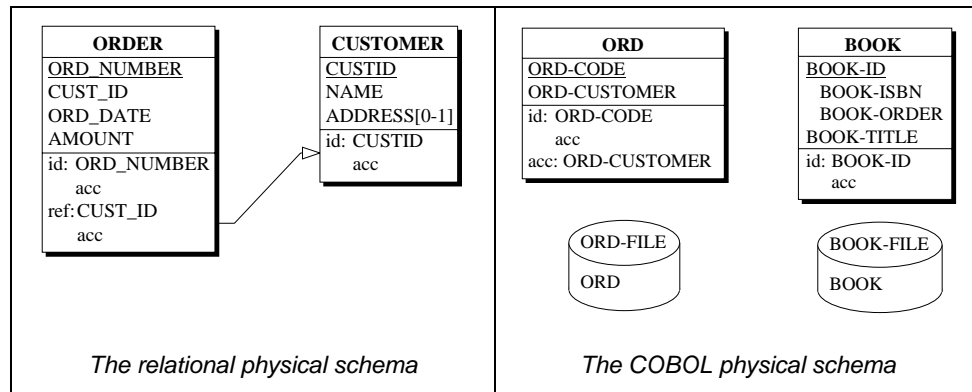 ORDER
ORD_NUMBER
CUST_ID
ORD_DATE
AMOUNT
id: ORD_NUMBER
acc
ref:CUST_ID
acc
CUSTOMER
CUSTID
NAME
ADDRESS[0-1]
id: CUSTID
acc
The relational physical schema
ORD
ORD-CODE
ORD-CUSTOMER
id: ORD-CODE
acc
acc: ORD-CUSTOMER
BOOK
BOOK-ID
BOOK-ISBN
BOOK-ORDER
BOOK-TITLE
id: BOOK-ID
acc
ORD-FILE
ORD
BOOK-FILE
BOOK
The COBOL physical schema